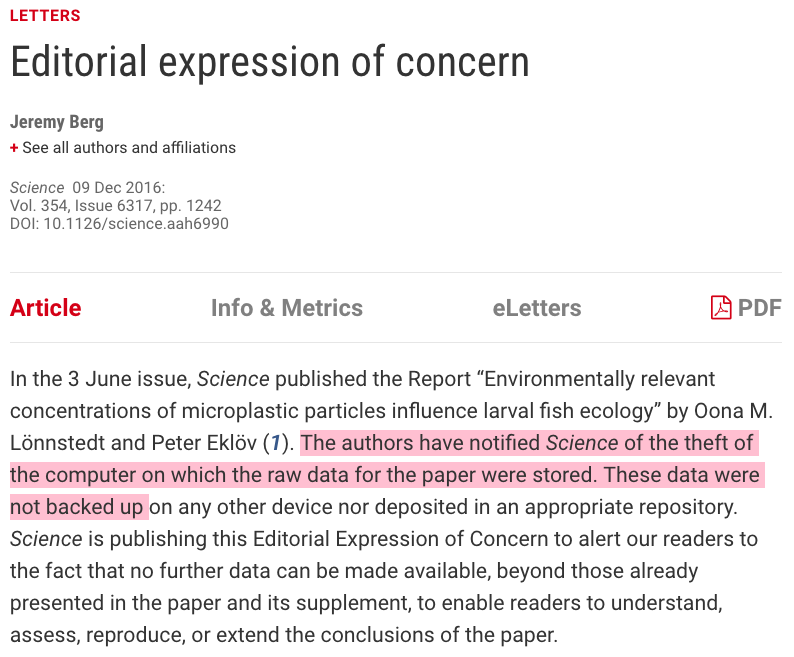 LETTERS
Editorial expression of concern
Jeremy Berg
+ See all authors and affiliations
Science 09 Dec 2016:
Vol. 354, Issue 6317, pp. 1242
DOI: 10.1126/science.aah6990
Article Info & Metrics eLetters PDF
In the 3 June issue, Science published the Report “Environmentally relevant
concentrations of microplastic particles influence larval fish ecology” by Oona M.
Lönnstedt and Peter Eklöv (1). The authors have notified Science of the theft of
the computer on which the raw data for the paper were stored. These data were
not backed up on any other device nor deposited in an appropriate repository.
Science is publishing this Editorial Expression of Concern to alert our readers to
the fact that no further data can be made available, beyond those already
presented in the paper and its supplement, to enable readers to understand,
assess, reproduce, or extend the conclusions of the paper.